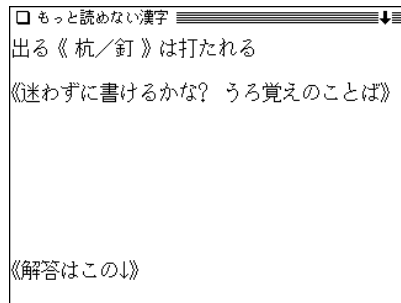 もっと読めない漢字
出る《 杭／釘 》は打たれる
《迷わずに書けるかな?　うろ覚えのことば》
《解答はこの↓》